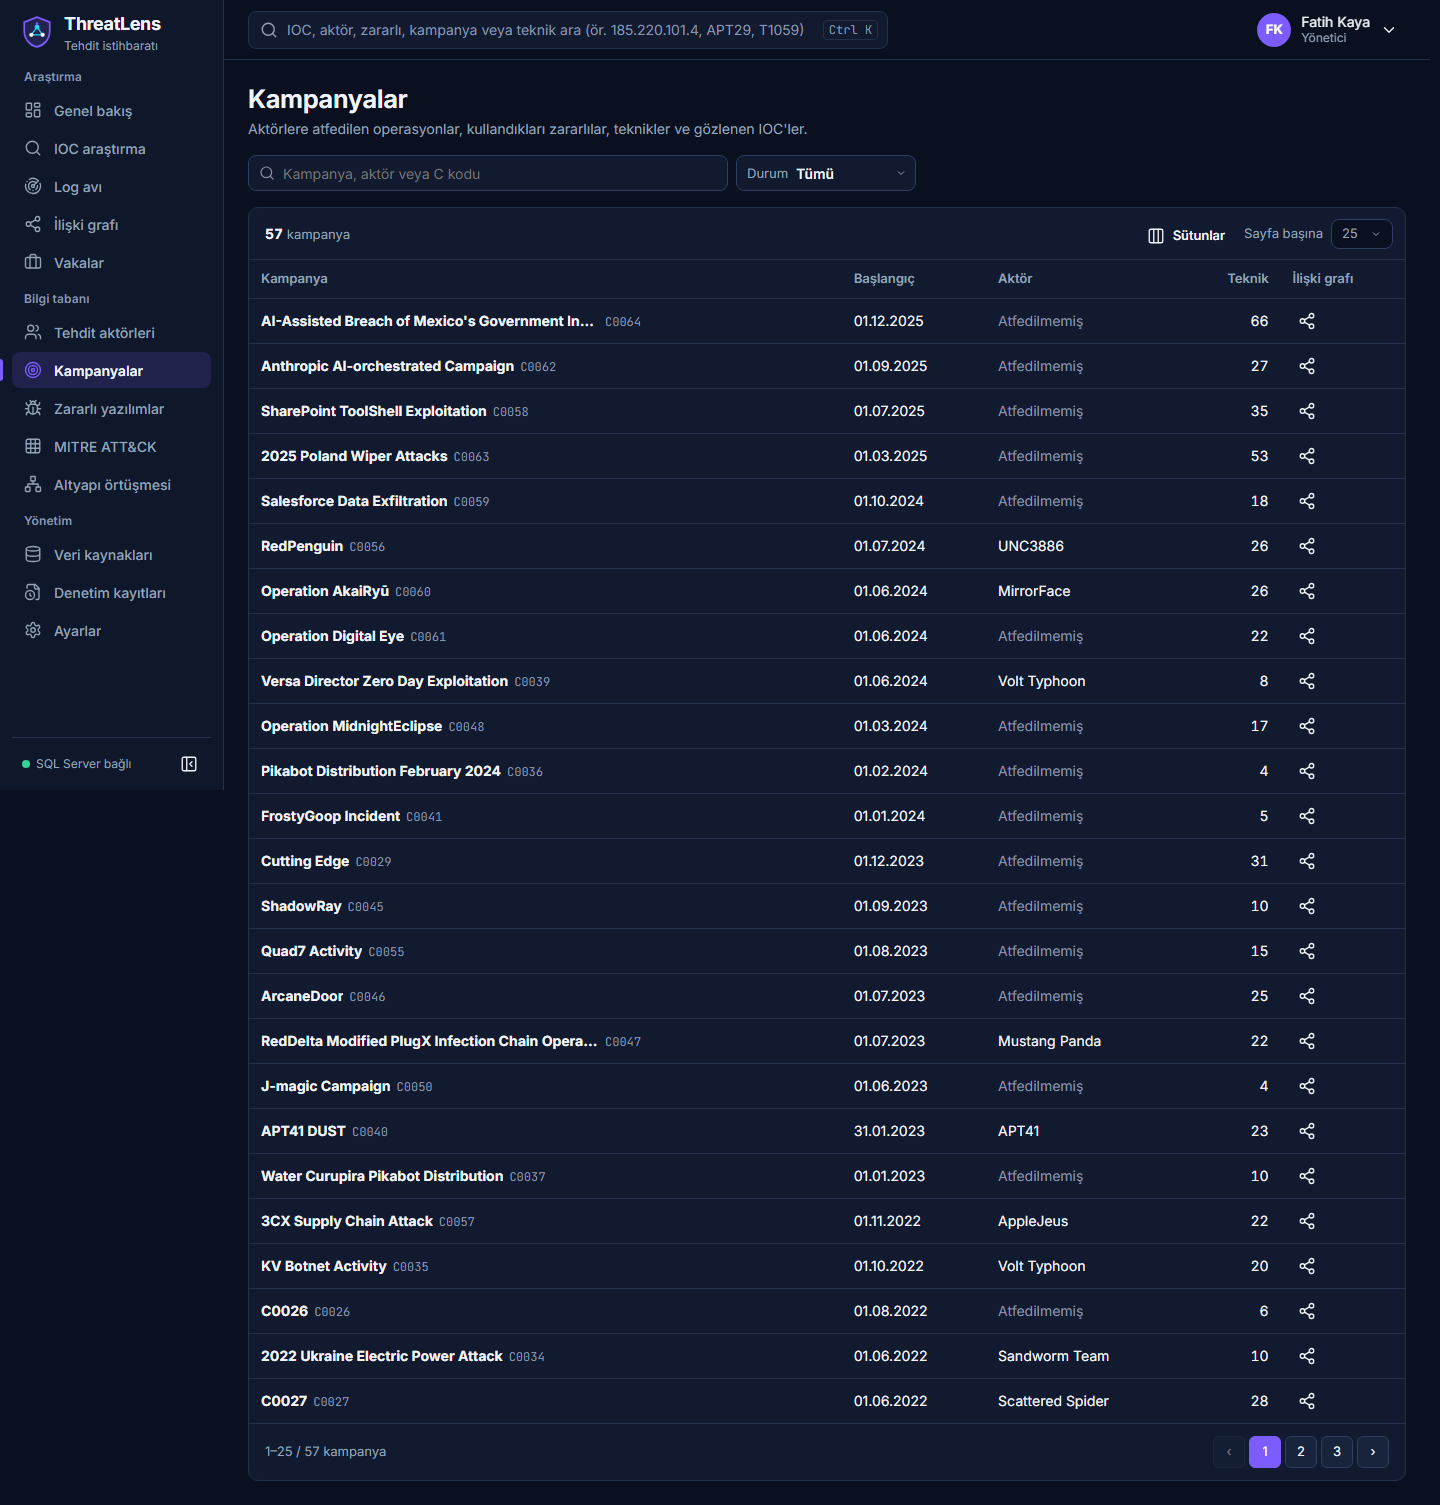 ThreatLens
Tehdit istihbaratı
IOC, aktör, zararlı, kampanya veya teknik ara (ör. 185.220.101.4, APT29, T1059) Ctrl K
FK Fatih Kaya
Yönetici
Araştırma
Genel bakış
IOC araştırma
Log avı
İlişki grafı
Vakalar
Bilgi tabanı
Tehdit aktörleri
Kampanyalar
Zararlı yazılımlar
MITRE ATT&CK
Altyapı örtüşmesi
Yönetim
Veri kaynakları
Denetim kayıtları
Ayarlar
SQL Server bağlı
Kampanyalar
Aktörlere atfedilen operasyonlar, kullandıkları zararlılar, teknikler ve gözlenen IOC'ler.
Kampanya, aktör veya C kodu
Durum Tümü
57 kampanya
Sütunlar Sayfa başına 25
Kampanya Başlangıç Aktör Teknik İlişki grafı
AI-Assisted Breach of Mexico's Government In... C0064 01.12.2025 Atfedilmemiş 66
Anthropic AI-orchestrated Campaign C0062 01.09.2025 Atfedilmemiş 27
SharePoint ToolShell Exploitation C0058 01.07.2025 Atfedilmemiş 35
2025 Poland Wiper Attacks C0063 01.03.2025 Atfedilmemiş 53
Salesforce Data Exfiltration C0059 01.10.2024 Atfedilmemiş 18
RedPenguin C0056 01.07.2024 UNC3886 26
Operation AkaiRyū C0060 01.06.2024 MirrorFace 26
Operation Digital Eye C0061 01.06.2024 Atfedilmemiş 22
Versa Director Zero Day Exploitation C0039 01.06.2024 Volt Typhoon 8
Operation MidnightEclipse C0048 01.03.2024 Atfedilmemiş 17
Pikabot Distribution February 2024 C0036 01.02.2024 Atfedilmemiş 4
FrostyGoop Incident C0041 01.01.2024 Atfedilmemiş 5
Cutting Edge C0029 01.12.2023 Atfedilmemiş 31
ShadowRay C0045 01.09.2023 Atfedilmemiş 10
Quad7 Activity C0055 01.08.2023 Atfedilmemiş 15
ArcaneDoor C0046 01.07.2023 Atfedilmemiş 25
RedDelta Modified PlugX Infection Chain Opera... C0047 01.07.2023 Mustang Panda 22
J-magic Campaign C0050 01.06.2023 Atfedilmemiş 4
APT41 DUST C0040 31.01.2023 APT41 23
Water Curupira Pikabot Distribution C0037 01.01.2023 Atfedilmemiş 10
3CX Supply Chain Attack C0057 01.11.2022 AppleJeus 22
KV Botnet Activity C0035 01.10.2022 Volt Typhoon 20
C0026 C0026 01.08.2022 Atfedilmemiş 6
2022 Ukraine Electric Power Attack C0034 01.06.2022 Sandworm Team 10
C0027 C0027 01.06.2022 Scattered Spider 28
1–25 / 57 kampanya
‹ 1 2 3 ›